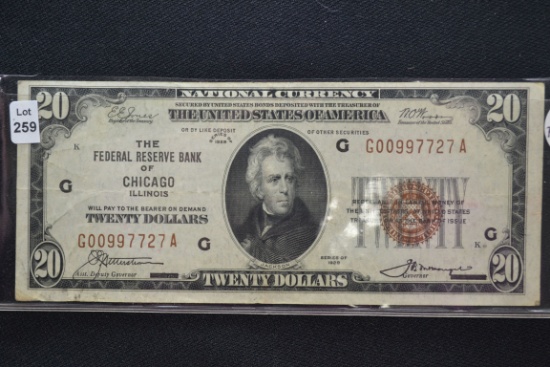 Lot
259
NATIONAL CURRENCY
20
SECURED BY UNITED STATES BONDS DEPOSITED WITH THE TREASURER OF
20
THE UNITED STATES OF AMERICA
OR BY LIKE DEPOSIT
OF OTHER SECURITIES
THE
FEDERAL RESERVE BANK
OF
CHICAGO
ILLINOIS
G
G
G00997727A
WILL PAY TO THE BEARER ON DEMAND
TWENTY DOLLARS
G00997727A
G
G
Governor
SERIES OF
1929
20
TWENTY DOLLARS
20